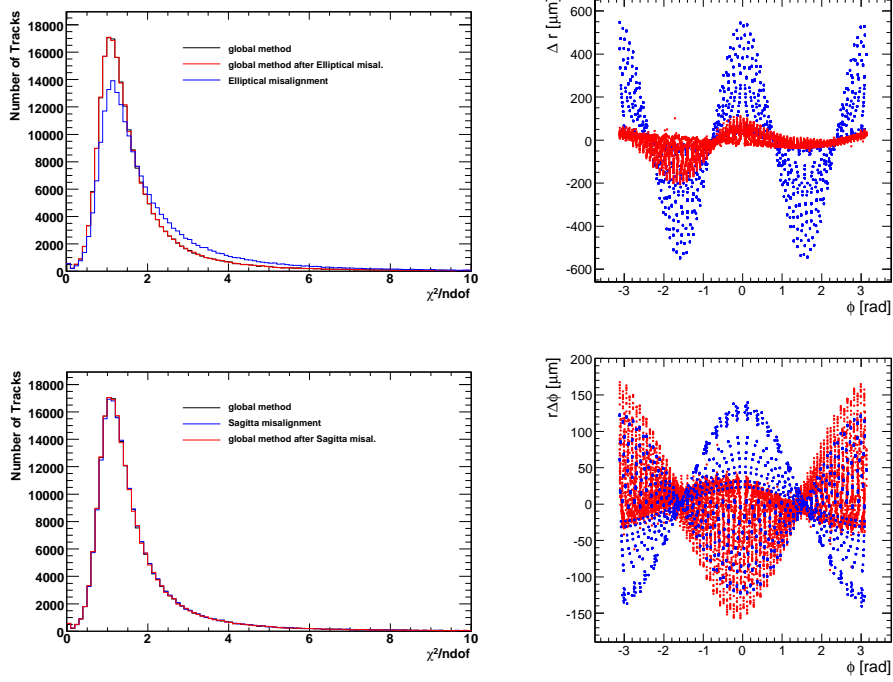 Number of Tracks
18000
16000
14000
12000
10000
8000
6000
4000
2000
0
0 2 4 6 8 10
χ²/ndof
global method
global method after Elliptical misal.
Elliptical misalignment
Δ r [μm]
600
400
200
0
-200
-400
-600
-3 -2 -1 0 1 2 3
ϕ [rad]
Number of Tracks
18000
16000
14000
12000
10000
8000
6000
4000
2000
0
0 2 4 6 8 10
χ²/ndof
global method
Sagitta misalignment
global method after Sagitta misal.
rΔϕ [μm]
200
150
100
50
0
-50
-100
-150
-3 -2 -1 0 1 2 3
ϕ [rad]